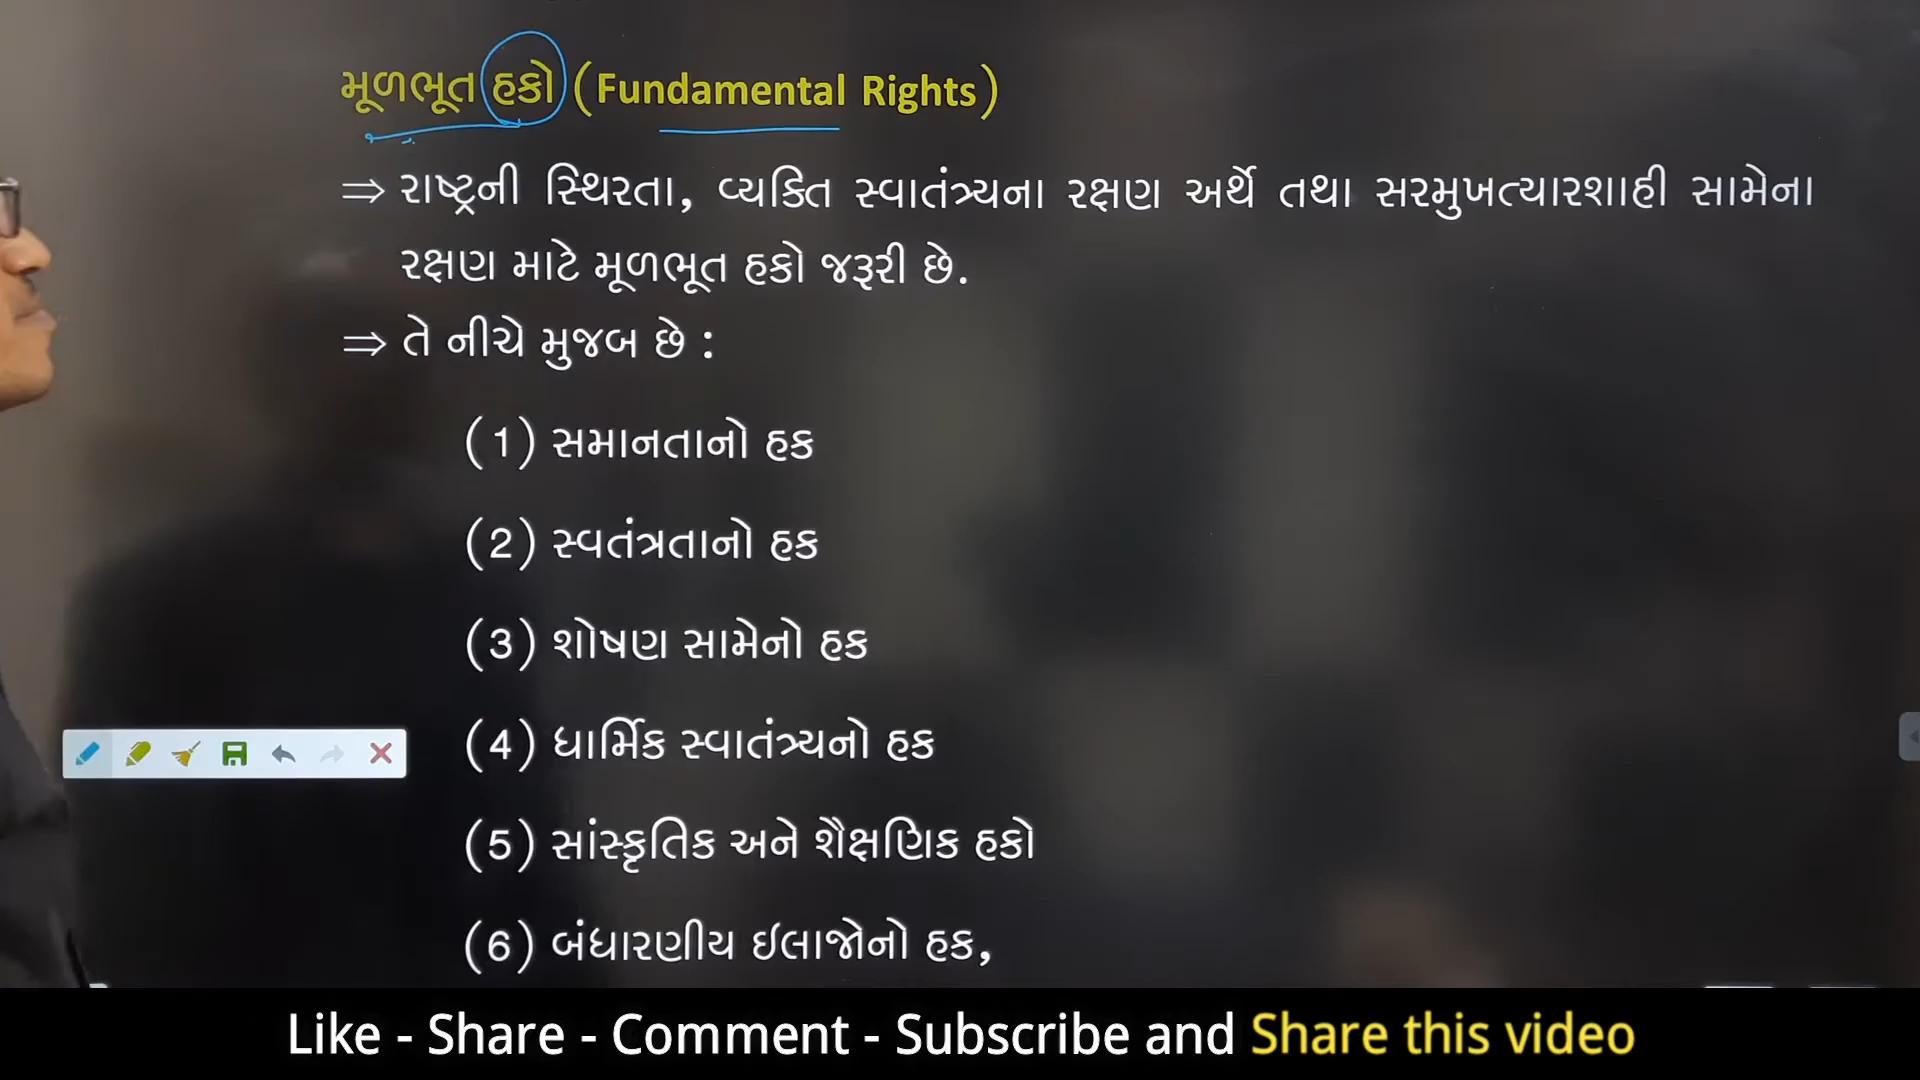 મૂળભૂત હકો (Fundamental Rights)
⇒ રાષ્ટ્રની સ્થિરતા, વ્યક્તિ સ્વાતંત્ર્યના રક્ષણ અર્થે તથા સરમુખત્યારશાહી સામેના
રક્ષણ માટે મૂળભૂત હકો જરૂરી છે.
⇒ તે નીચે મુજબ છે :
(1) સમાનતાનો હક
(2) સ્વતંત્રતાનો હક
(3) શોષણ સામેનો હક
(4) ધાર્મિક સ્વાતંત્ર્યનો હક
(5) સાંસ્કૃતિક અને શૈક્ષણિક હકો
(6) બંધારણીય ઈલાજોનો હક,
Like - Share - Comment - Subscribe and Share this video